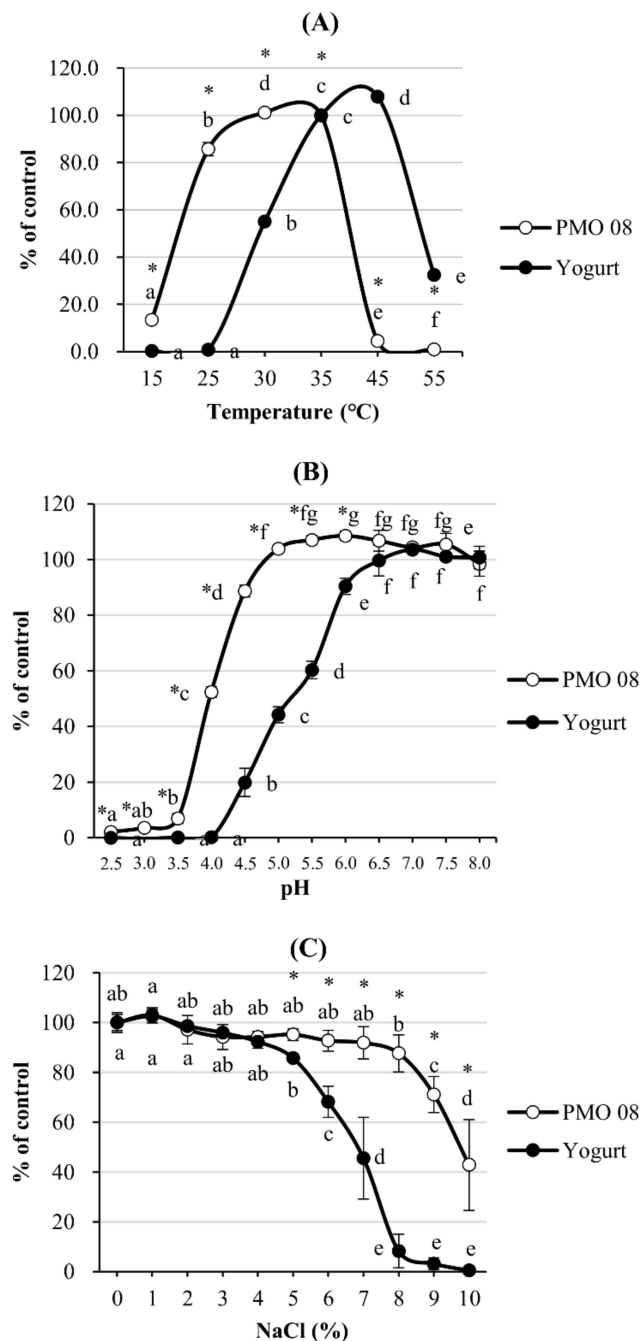 (A)
* * *
* b d c
120.0
100.0
80.0
60.0
40.0
20.0
0.0
% of control
* a
a
a
b
c
d
* e
e
* f
15 25 30 35 45 55
Temperature (°C)
PMO 08
Yogurt
(B)
120
100
80
60
40
20
0
% of control
*a *ab *b *c *d *f *fg *g fg fg fg e
a a a b c d e f f f f
2.5 3.0 3.5 4.0 4.5 5.0 5.5 6.0 6.5 7.0 7.5 8.0
pH
PMO 08
Yogurt
(C)
120
100
80
60
40
20
0
% of control
* * * * * *
ab a ab ab ab ab ab ab b c d
a a a ab ab b c d e e e
0 1 2 3 4 5 6 7 8 9 10
NaCl (%)
PMO 08
Yogurt